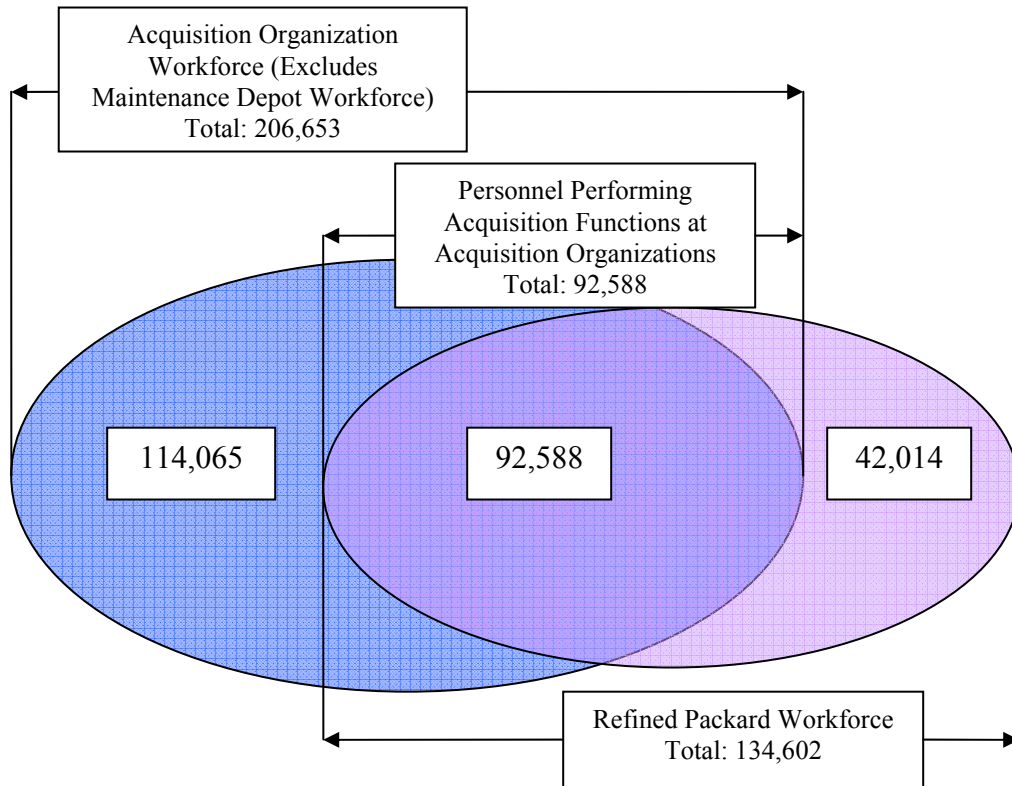 Acquisition Organization
Workforce (Excludes
Maintenance Depot Workforce)
Total: 206,653
Personnel Performing
Acquisition Functions at
Acquisition Organizations
Total: 92,588
114,065
92,588
42,014
Refined Packard Workforce
Total: 134,602